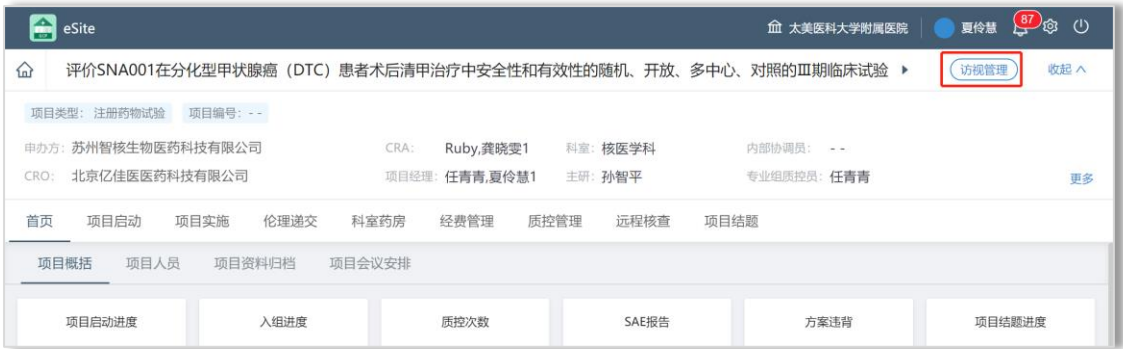 eSite 太美医科大学附属医院 夏伶慧 87
评价SNA001在分化型甲状腺癌（DTC）患者术后清甲治疗中安全性和有效性的随机、开放、多中心、对照的Ⅲ期临床试验 访视管理 收起
项目类型: 注册药物试验 项目编号: - -
申办方: 苏州智核生物医药科技有限公司 CRA: Ruby,龚晓雯1 科室: 核医学科 内部协调员: - -
CRO: 北京亿佳医医药科技有限公司 项目经理: 任青青,夏伶慧1 主研: 孙智平 专业组质控员: 任青青 更多
首页 项目启动 项目实施 伦理递交 科室药房 经费管理 质控管理 远程核查 项目结题
项目概括 项目人员 项目资料归档 项目会议安排
项目启动进度 入组进度 质控次数 SAE报告 方案违背 项目结题进度